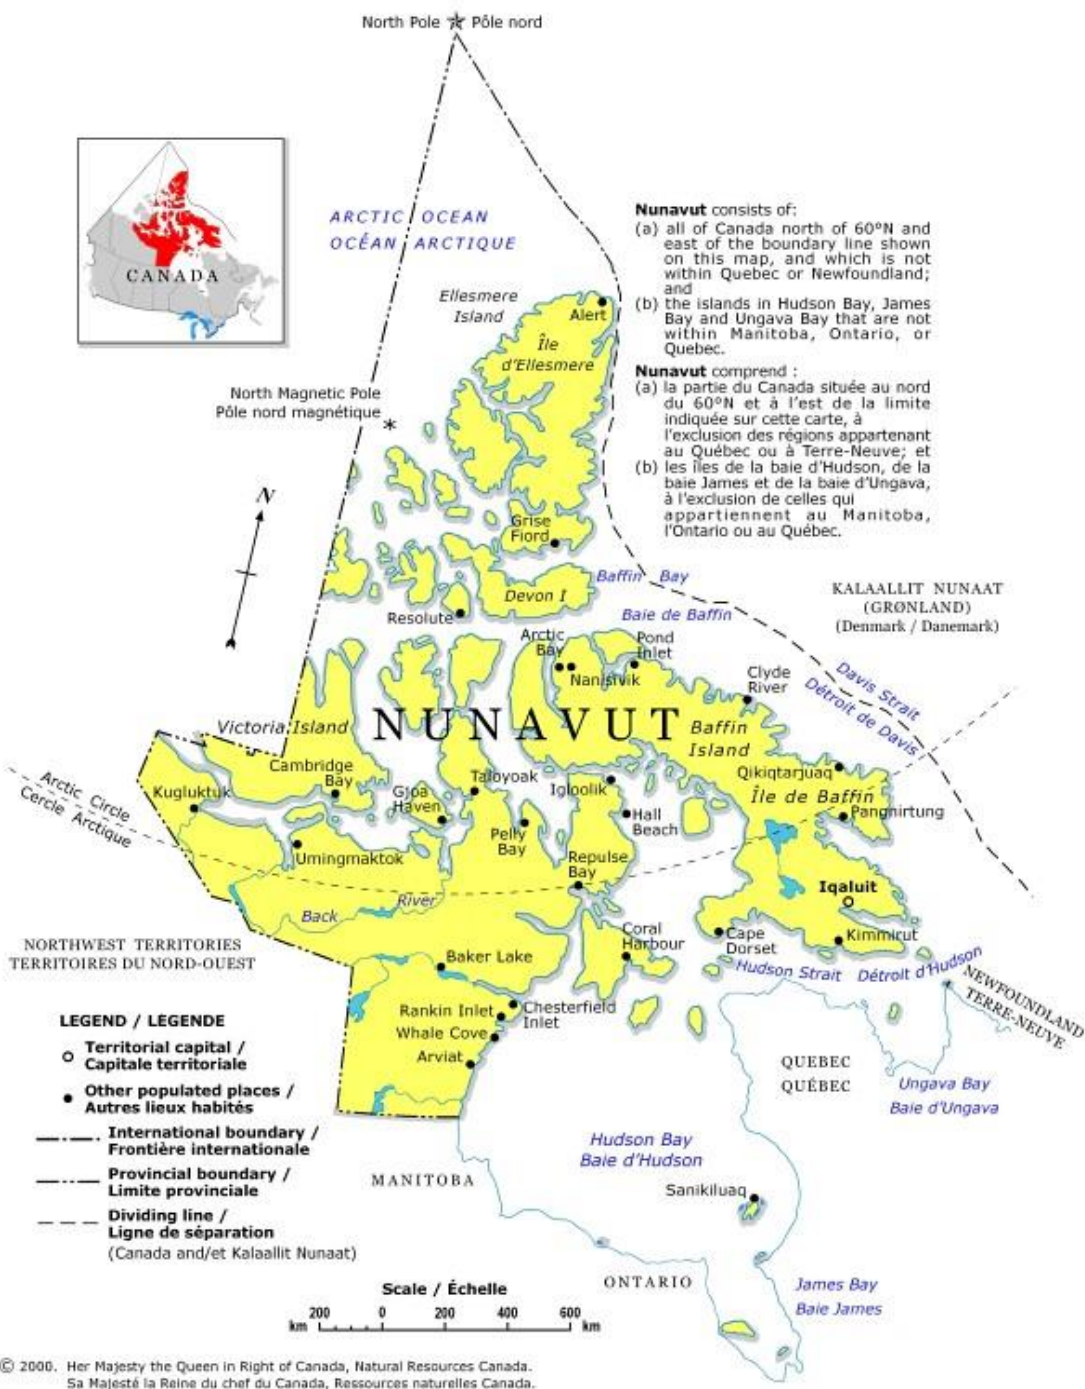 North Pole Pôle nord
ARCTIC OCEAN
OCÉAN ARCTIQUE
CANADA
Nunavut consists of:
(a) all of Canada north of 60°N and
east of the boundary line shown
on this map, and which is not
within Quebec or Newfoundland;
and
(b) the islands in Hudson Bay, James
Bay and Ungava Bay that are not
within Manitoba, Ontario, or
Quebec.
Nunavut comprend :
(a) la partie du Canada située au nord
du 60°N et à l'est de la limite
indiquée sur cette carte, à
l'exclusion des régions appartenant
au Québec ou à Terre-Neuve; et
(b) les îles de la baie d'Hudson, de la
baie James et de la baie d'Ungava,
à l'exclusion de celles qui
appartiennent au Manitoba,
l'Ontario ou au Québec.
Ellesmere
Island
Alert
Île
d'Ellesmere
North Magnetic Pole
Pôle nord magnétique
*
N
Grise
Fiord
Baffin Bay
Baie de Baffin
KALAALLIT NUNAAT
(GRØNLAND)
(Denmark / Danemark)
Devon I
Resolute
Arctic
Bay
Nanisivik
Pond
Inlet
Clyde
River
Davis Strait
Détroit de Davis
Victoria Island
NUNAVUT
Baffin
Island
Cambridge
Bay
Kugluktuk
Gjoa
Haven
Taloyoak
Igloolik
Qikiqtarjuaq
Île de Baffin
Arctic Circle
Cercle Arctique
Pelly
Bay
Hall
Beach
Pangnirtung
Umingmaktok
Repulse
Bay
Iqaluit
Back River
NORTHWEST TERRITORIES
TERRITOIRES DU NORD-OUEST
Baker Lake
Coral
Harbour
Cape
Dorset
Kimmirut
Hudson Strait Détroit d'Hudson
NEWFOUNDLAND
TERRE-NEUVE
Rankin Inlet
Chesterfield
Inlet
Whale Cove
Arviat
QUEBEC
QUÉBEC
Ungava Bay
Baie d'Ungava
LEGEND / LÉGENDE
Territorial capital /
Capitale territoriale
Other populated places /
Autres lieux habités
International boundary /
Frontière internationale
Provincial boundary /
Limite provinciale
Dividing line /
Ligne de séparation
(Canada and/et Kalaallit Nunaat)
Hudson Bay
Baie d'Hudson
MANITOBA
Sanikiluaq
ONTARIO
James Bay
Baie James
Scale / Échelle
200 0 200 400 600
km km
© 2000. Her Majesty the Queen in Right of Canada, Natural Resources Canada.
Sa Majesté la Reine du chef du Canada, Ressources naturelles Canada.